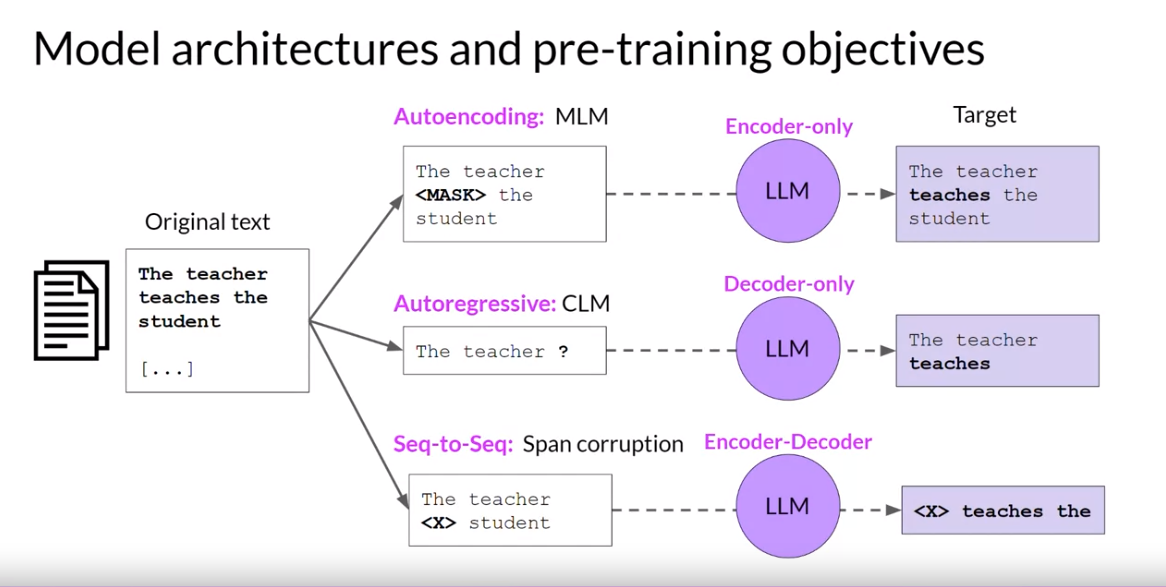 Model architectures and pre-training objectives
Original text
The teacher
teaches the
student
[...]
Autoencoding: MLM
The teacher
<MASK> the
student
Encoder-only
LLM
Target
The teacher
teaches the
student
Autoregressive: CLM
The teacher ?
Decoder-only
LLM
The teacher
teaches
Seq-to-Seq: Span corruption
The teacher
<X> student
Encoder-Decoder
LLM
<X> teaches the